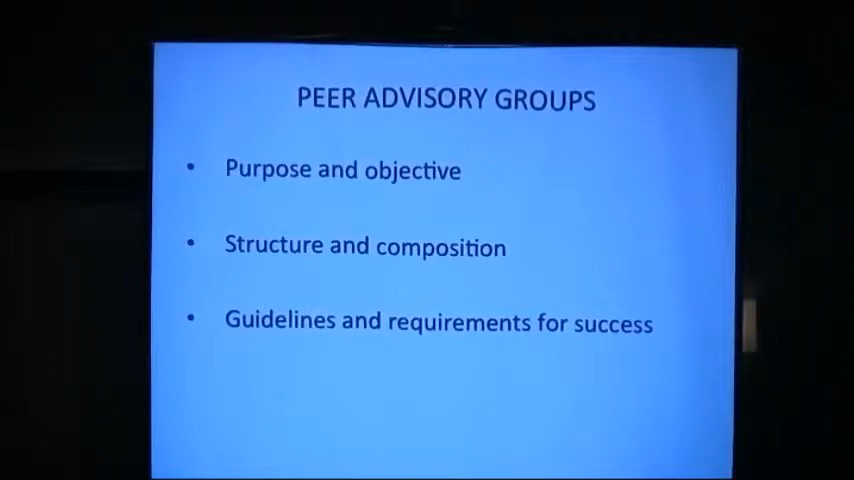 PEER ADVISORY GROUPS
• Purpose and objective
• Structure and composition
• Guidelines and requirements for success